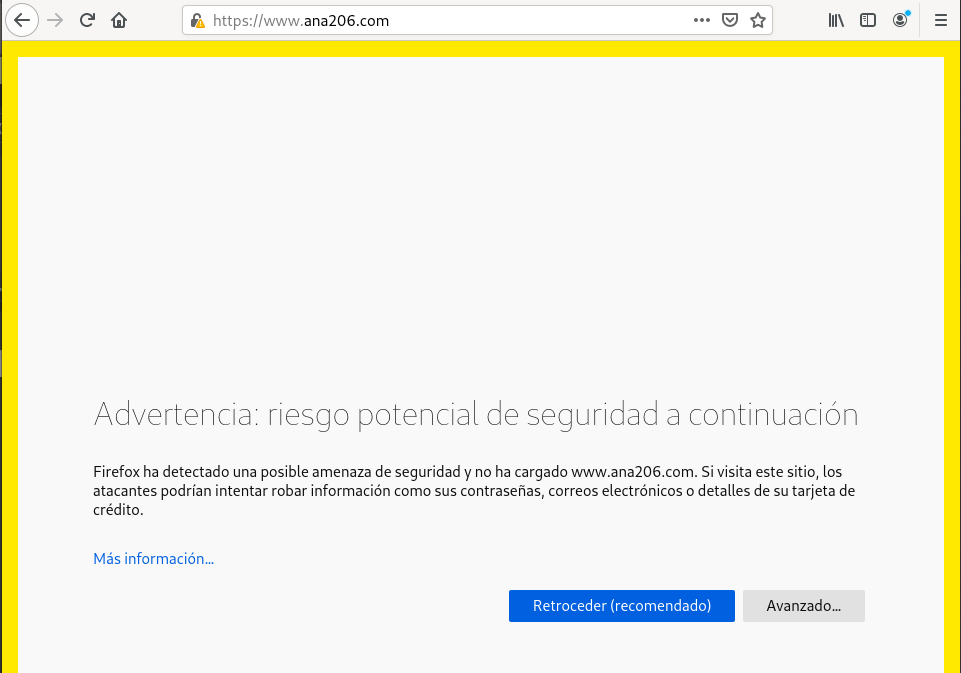 https://www.ana206.com
Advertencia: riesgo potencial de seguridad a continuación
Firefox ha detectado una posible amenaza de seguridad y no ha cargado www.ana206.com. Si visita este sitio, los
atacantes podrían intentar robar información como sus contraseñas, correos electrónicos o detalles de su tarjeta de
crédito.
Más información...
Retroceder (recomendado) Avanzado...